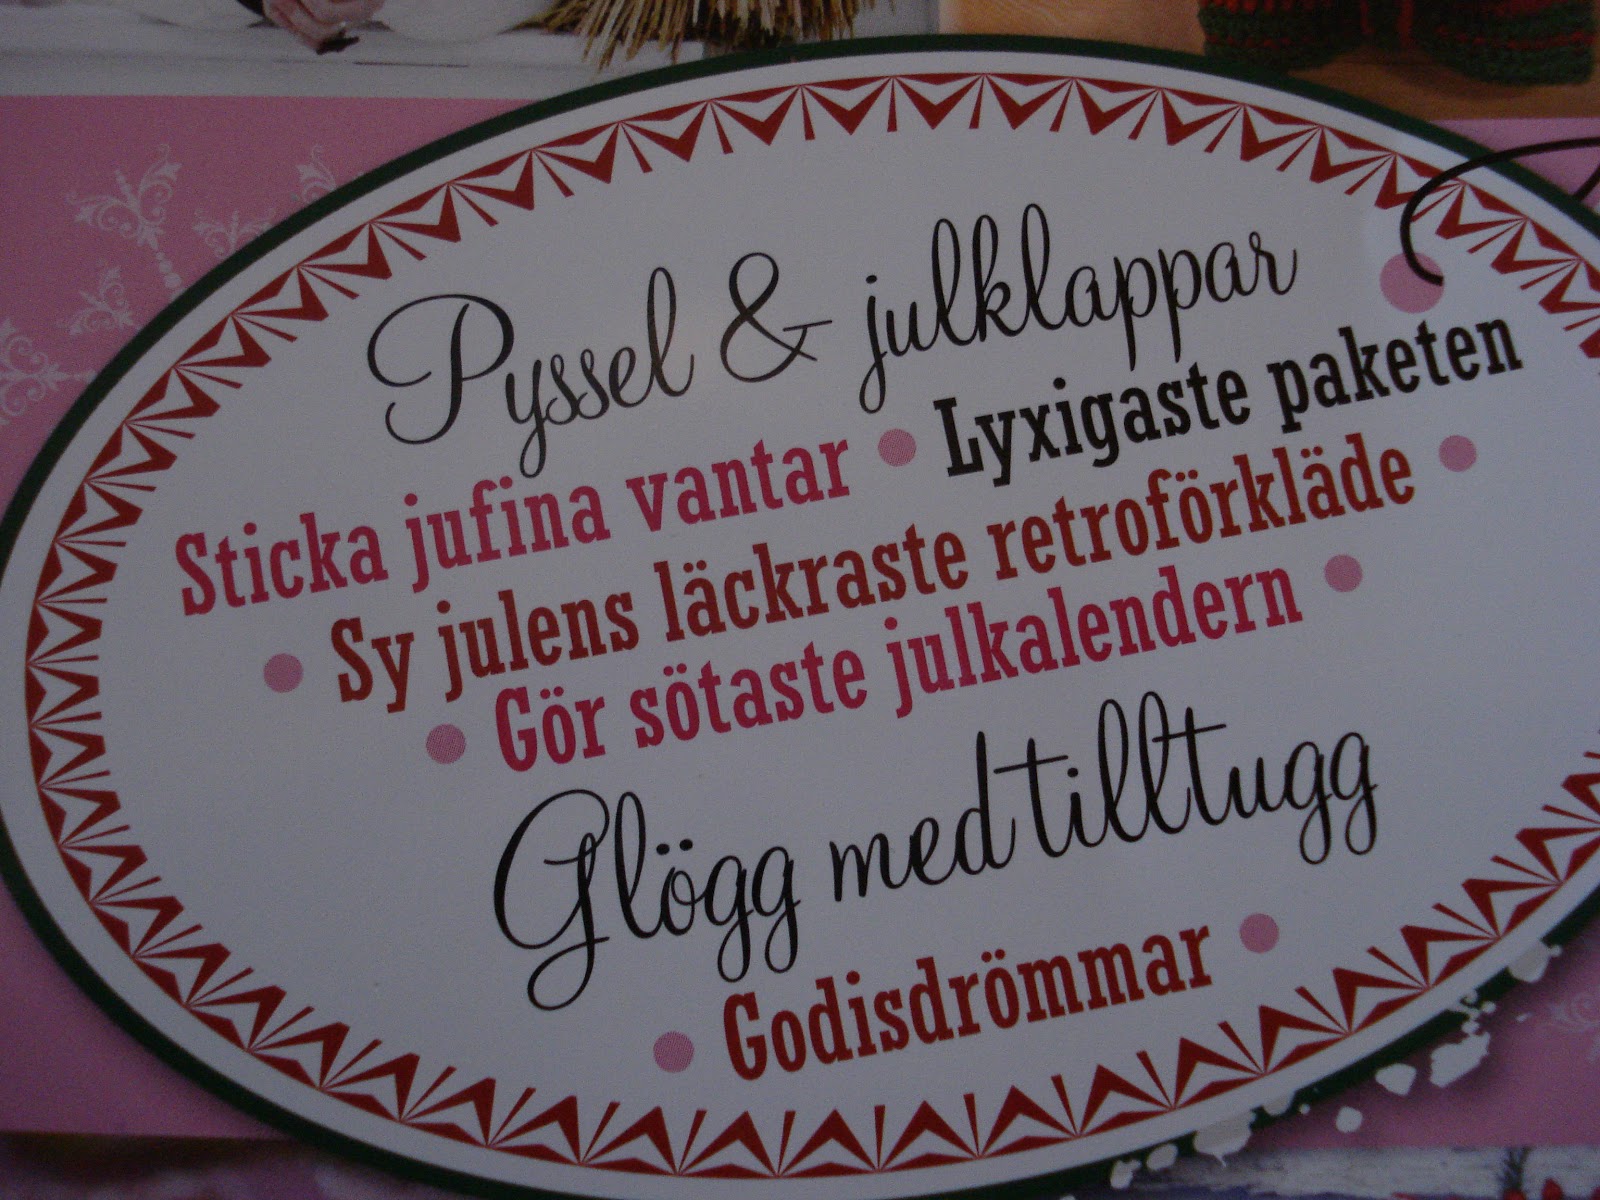 Pyssel & julklappar
Sticka jufina vantar • Lyxigaste paketen •
• Sy julens läckraste retroförkläde •
• Gör sötaste julkalendern •
Glögg med tilltugg
• Godisdrömmar •